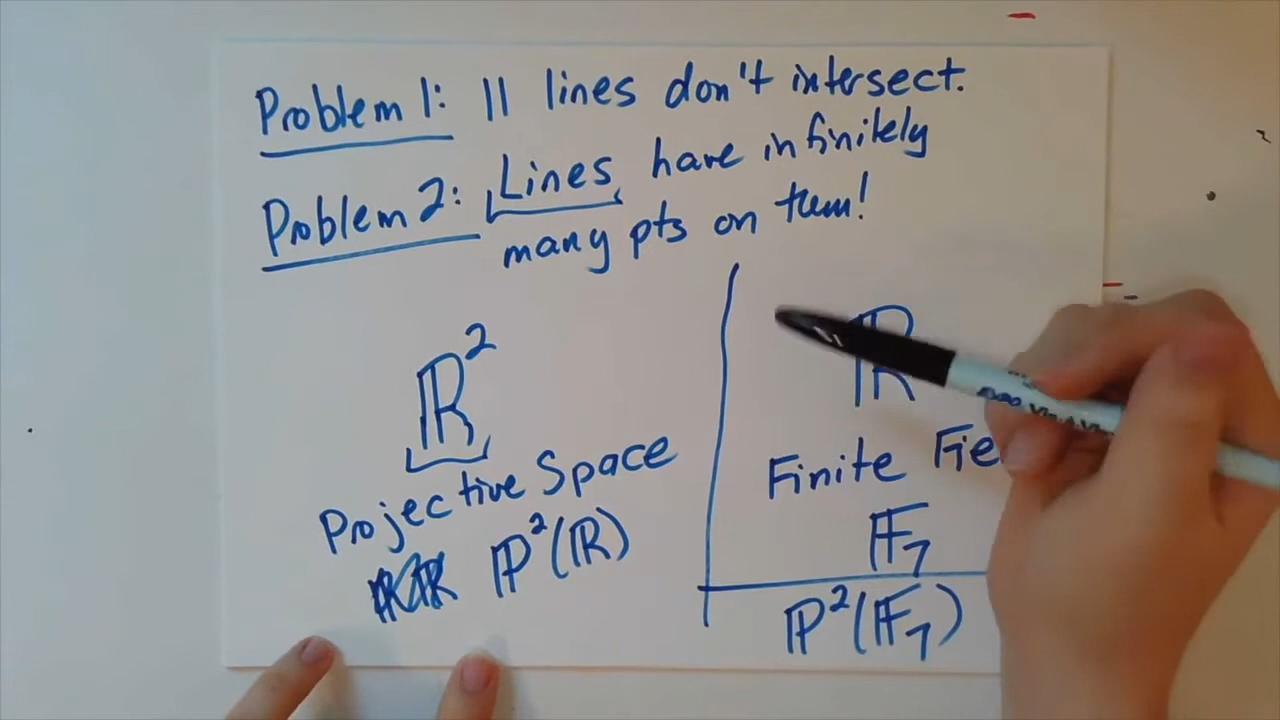 Problem 1: || lines don't intersect.
Problem 2: Lines have infinitely
many pts on them!
ℝ²
Projective Space
ℙ²(ℝ)
ℝ
Finite Fie
𝔽₇
ℙ²(𝔽₇)